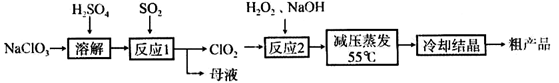 H₂SO₄ SO₂ H₂O₂ 、NaOH
NaClO₃ 溶解 反应1 ClO₂ 反应2 减压蒸发 55℃ 冷却结晶 粗产品
母液